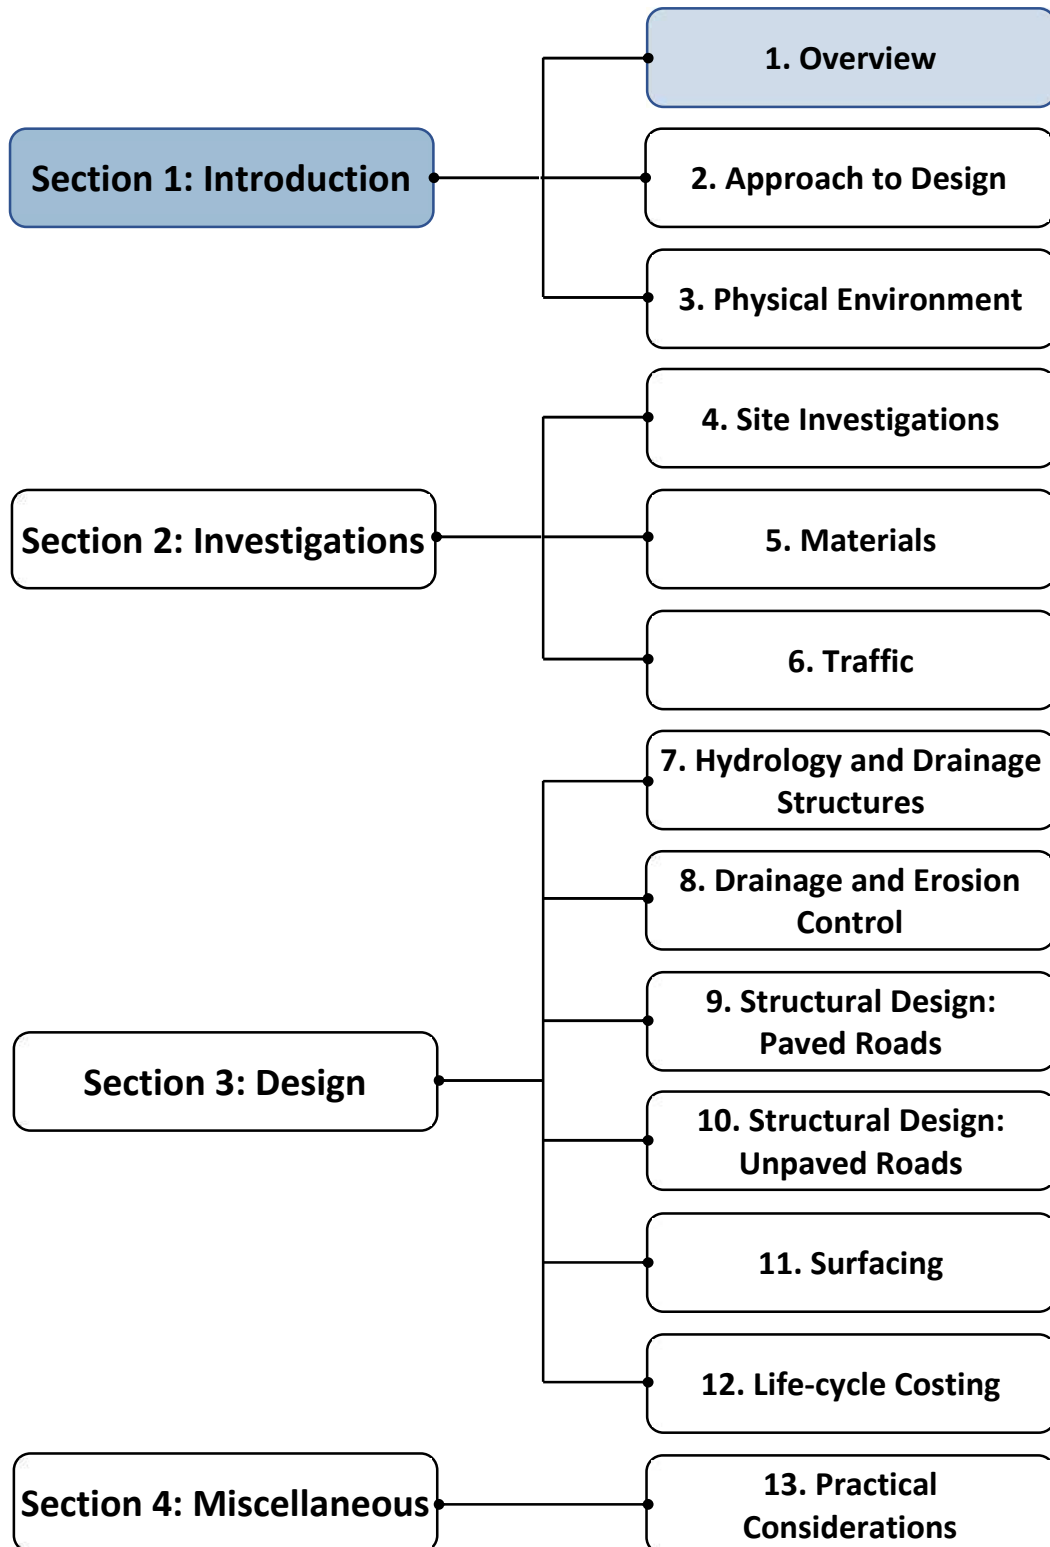 Section 1: Introduction
1. Overview
2. Approach to Design
3. Physical Environment
Section 2: Investigations
4. Site Investigations
5. Materials
6. Traffic
Section 3: Design
7. Hydrology and Drainage
Structures
8. Drainage and Erosion
Control
9. Structural Design:
Paved Roads
10. Structural Design:
Unpaved Roads
11. Surfacing
12. Life-cycle Costing
Section 4: Miscellaneous
13. Practical
Considerations